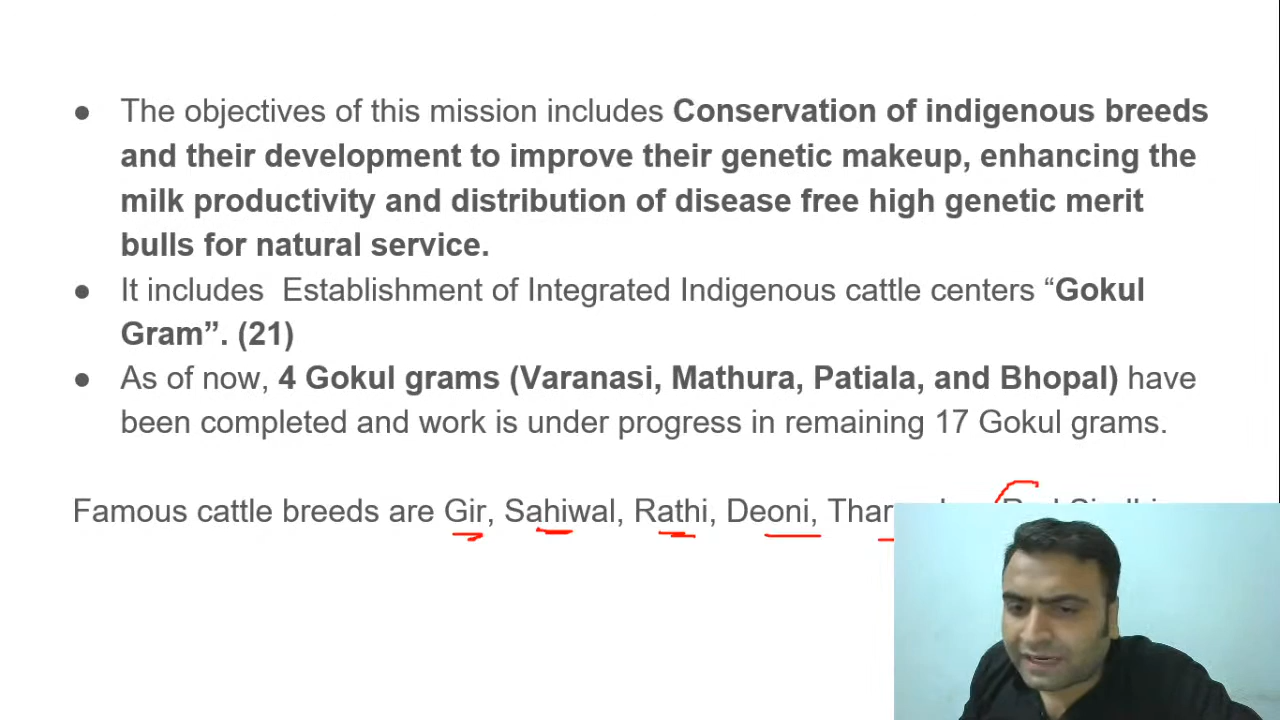 ● The objectives of this mission includes Conservation of indigenous breeds
and their development to improve their genetic makeup, enhancing the
milk productivity and distribution of disease free high genetic merit
bulls for natural service.
● It includes  Establishment of Integrated Indigenous cattle centers “Gokul
Gram”. (21)
● As of now, 4 Gokul grams (Varanasi, Mathura, Patiala, and Bhopal) have
been completed and work is under progress in remaining 17 Gokul grams.
Famous cattle breeds are Gir, Sahiwal, Rathi, Deoni,